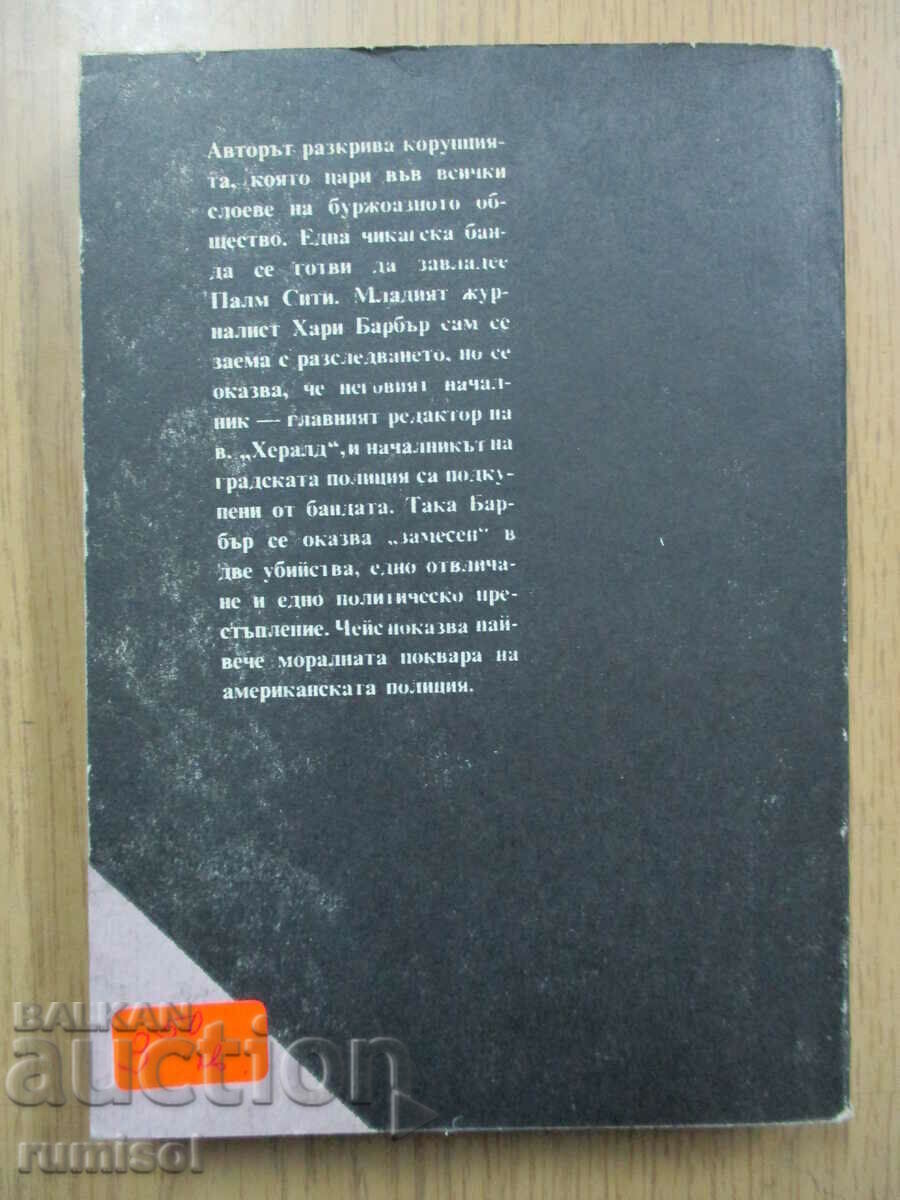 Авторът разкрива корупция-
та, която цари във всички
слоеве на буржоазното об-
щество. Една чикагска бан-
да се готви да завладее
Палм Сити. Младият жур-
налист Хари Барбър сам се
заема с разследването, но се
оказва, че неговият начал-
ник — главният редактор на
в. „Хералд“, и началникът на
градската полиция са подку-
пени от бандата. Така Бар-
бър се оказва „замесен“ в
две убийства, едно отвлича-
не и едно политическо пре-
стъпление. Чейс показва най-
вече моралната поквара на
американската полиция.
BALKAN
auction
rumisol